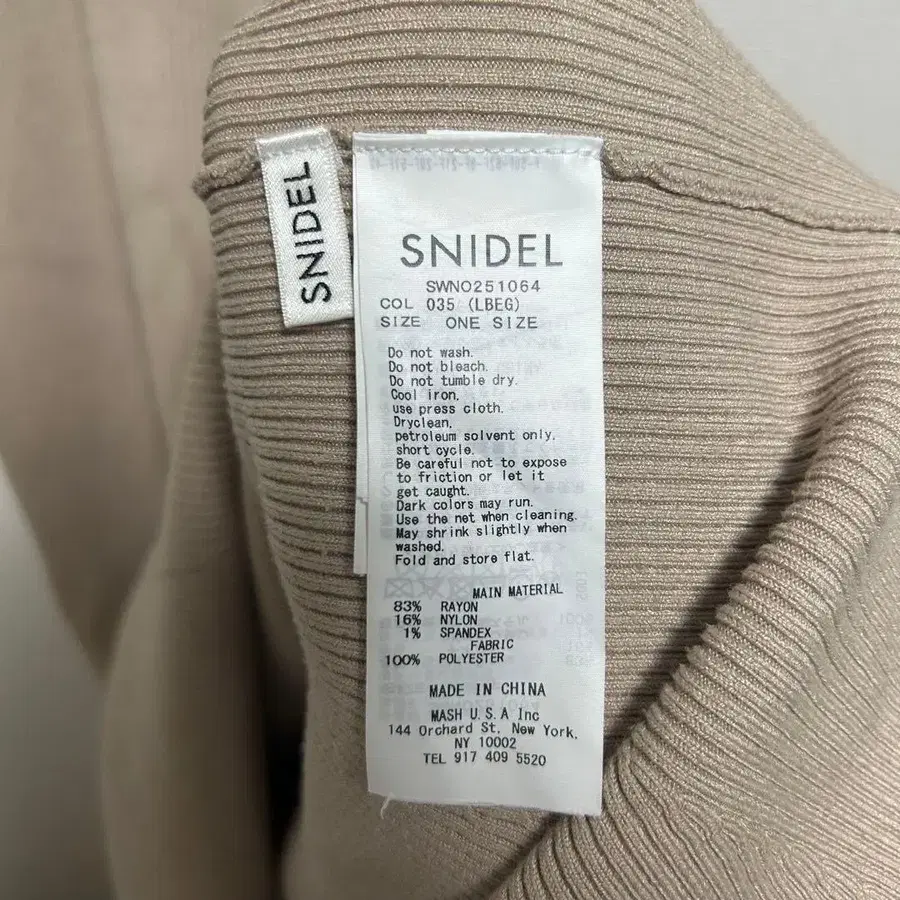 SNIDEL
SNIDEL
SWNO251064
COL 035 (LBEG)
SIZE ONE SIZE
Do not wash.
Do not bleach.
Do not tumble dry.
Cool iron,
use press cloth.
Dryclean,
petroleum solvent only,
short cycle.
Be careful not to expose
to friction or let it
get caught.
Dark colors may run.
Use the net when cleaning.
May shrink slightly when
washed.
Fold and store flat.
MAIN MATERIAL
83% RAYON
16% NYLON
1% SPANDEX
FABRIC
100% POLYESTER
MADE IN CHINA
MASH U.S.A Inc
144 Orchard St, New York,
NY 10002
TEL 917 409 5520